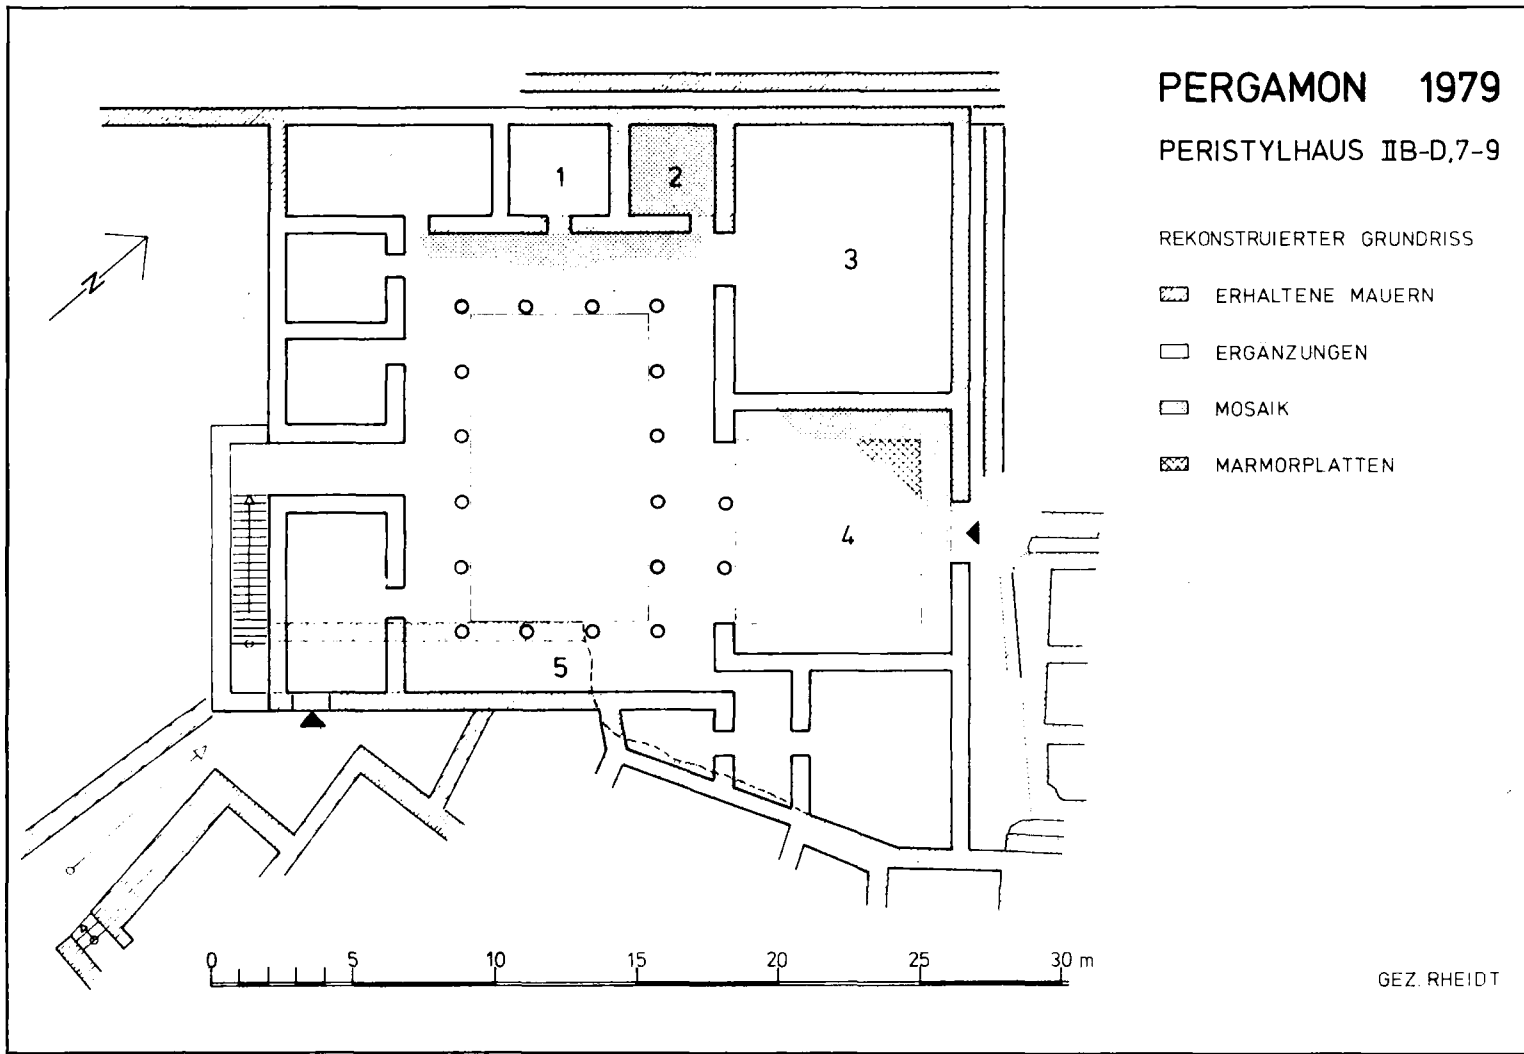 PERGAMON 1979
PERISTYLHAUS IIB-D,7-9
REKONSTRUIERTER GRUNDRISS
ERHALTENE MAUERN
ERGÄNZUNGEN
MOSAIK
MARMORPLATTEN
N
1
2
3
4
5
0 5 10 15 20 25 30 m
GEZ. RHEIDT